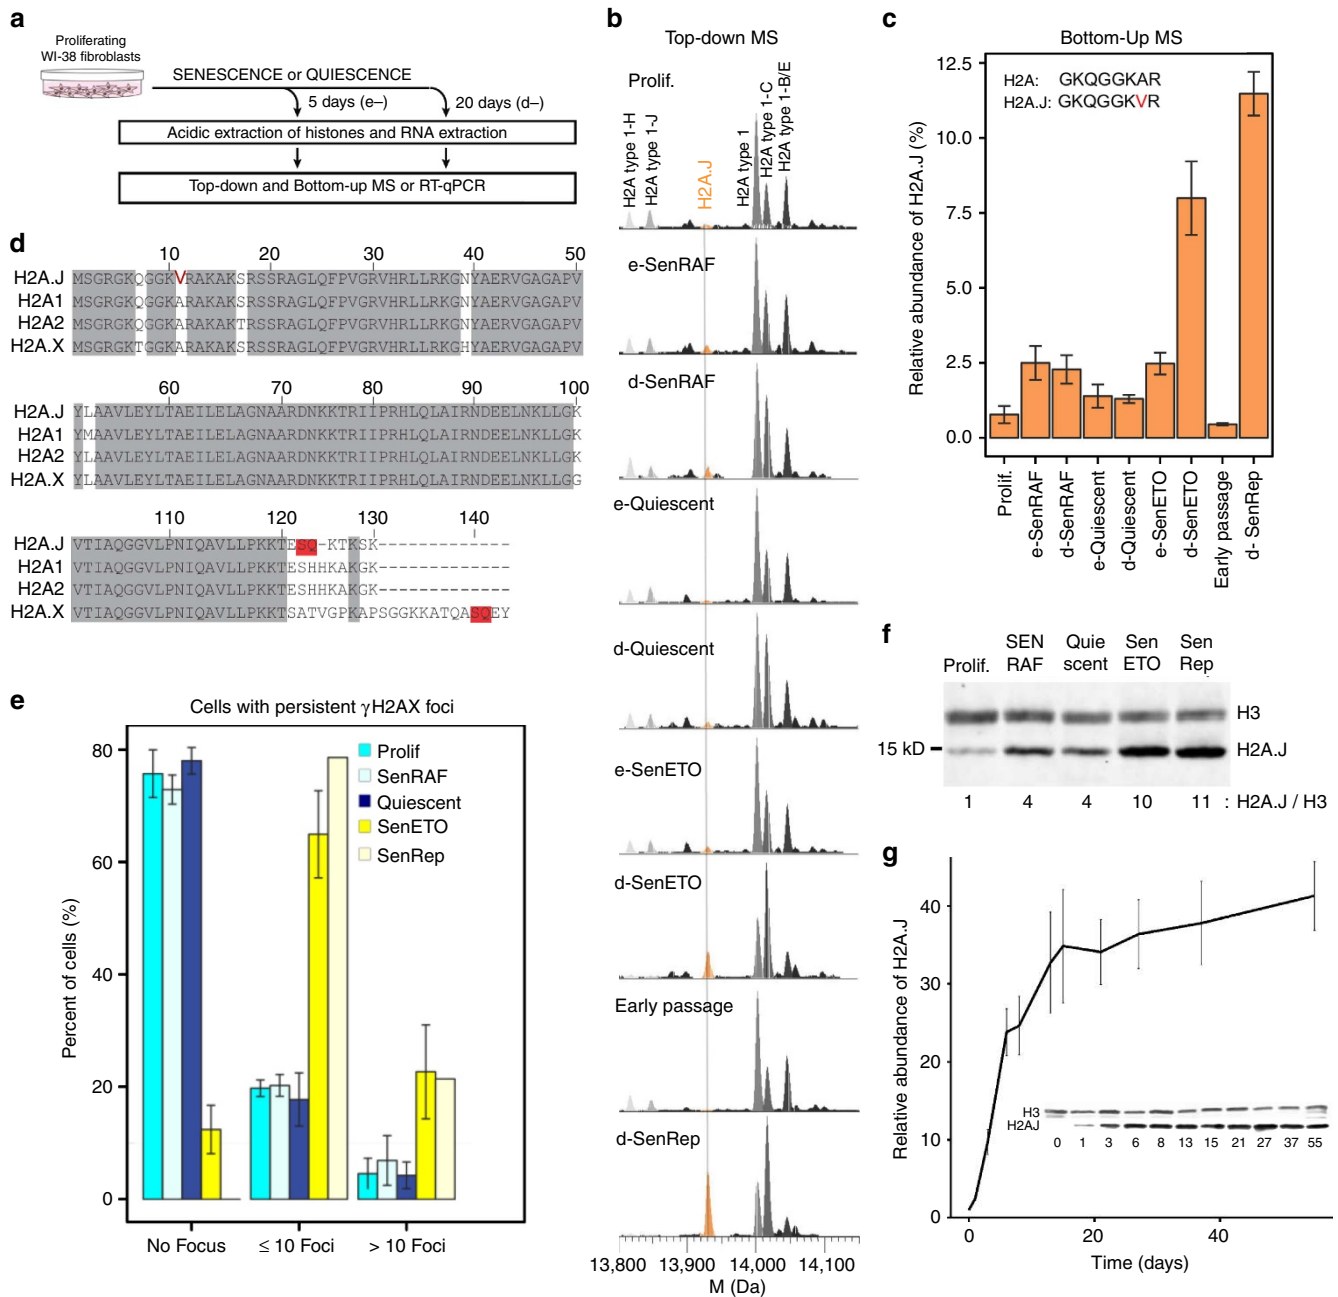 a
Proliferating
WI-38 fibroblasts
SENESCENCE or QUIESCENCE
5 days (e–)
20 days (d–)
Acidic extraction of histones and RNA extraction
Top-down and Bottom-up MS or RT-qPCR
b
Top-down MS
Prolif.
H2A type 1-H
H2A type 1-J
H2A.J
H2A type 1
H2A type 1-C
H2A type 1-B/E
e-SenRAF
d-SenRAF
e-Quiescent
d-Quiescent
e-SenETO
d-SenETO
Early passage
d-SenRep
13,800 13,900 14,000 14,100
M (Da)
c
Bottom-Up MS
H2A: GKQGGKAR
H2A.J: GKQGGKVR
Relative abundance of H2A.J (%)
12.5
10.0
7.5
5.0
2.5
0.0
Prolif.
e-SenRAF
d-SenRAF
e-Quiescent
d-Quiescent
e-SenETO
d-SenETO
Early passage
d- SenRep
d
10 20 30 40 50
H2A.J MSGRGKQGGKVRAKAKSRSSRAGLQFPVGRVHRLLRKGNYAERVGAGAPV
H2A1 MSGRGKQGGKARAKAKSRSSRAGLQFPVGRVHRLLRKGNYAERVGAGAPV
H2A2 MSGRGKQGGKARAKAKTRSSRAGLQFPVGRVHRLLRKGNYAERVGAGAPV
H2A.X MSGRGKTGGKARAKAKSRSSRAGLQFPVGRVHRLLRKGHYAERVGAGAPV
60 70 80 90 100
H2A.J YLAAVLEYLTAEILELAGNAARDNKKTRIIPRHLQLAIRNDEELNKLLGK
H2A1 YMAAVLEYLTAEILELAGNAARDNKKTRIIPRHLQLAIRNDEELNKLLGK
H2A2 YLAAVLEYLTAEILELAGNAARDNKKTRIIPRHLQLAIRNDEELNKLLGK
H2A.X YLAAVLEYLTAEILELAGNAARDNKKTRIIPRHLQLAIRNDEELNKLLGG
110 120 130 140
H2A.J VTIAQGGVLPNIQAVLLPKKTESQ-KTKSK-------------
H2A1 VTIAQGGVLPNIQAVLLPKKTESHHKAKGK-------------
H2A2 VTIAQGGVLPNIQAVLLPKKTESHHKAKGK-------------
H2A.X VTIAQGGVLPNIQAVLLPKKTSATVGPKAPSGGKKATQASQEY
e
Cells with persistent γH2AX foci
Percent of cells (%)
80
60
40
20
0
Prolif
SenRAF
Quiescent
SenETO
SenRep
No Focus ≤ 10 Foci > 10 Foci
f
Prolif. SEN RAF Quie scent Sen ETO Sen Rep
H3
15 kD
H2A.J
1 4 4 10 11 : H2A.J / H3
g
Relative abundance of H2A.J
40
30
20
10
0
H3
H2AJ
0 1 3 6 8 13 15 21 27 37 55
0 20 40
Time (days)